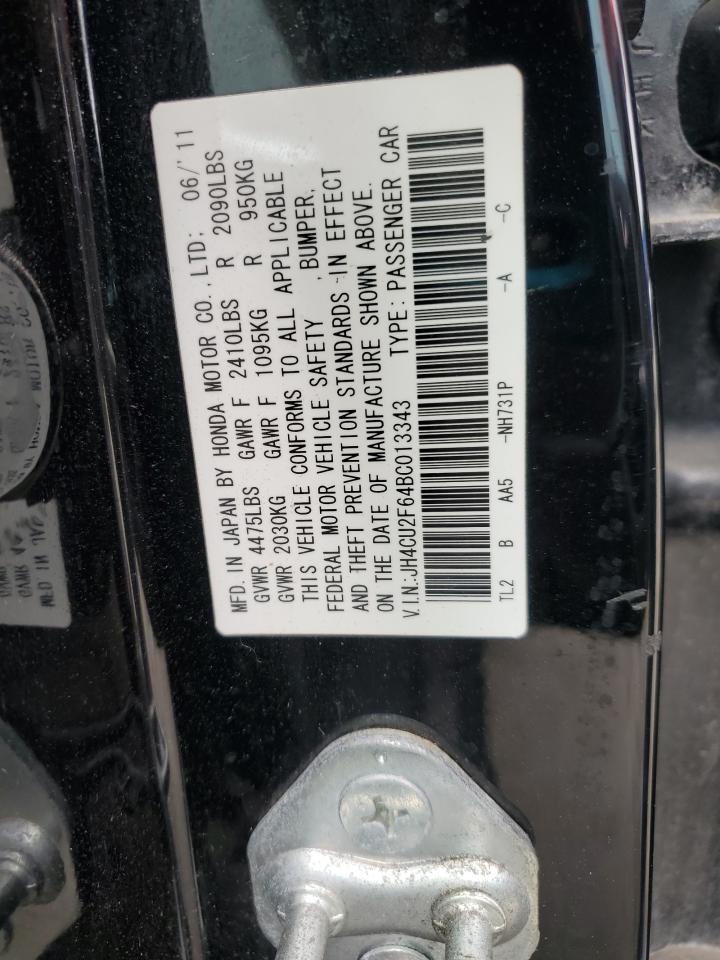 MFD. IN JAPAN BY HONDA MOTOR CO., LTD; 06/'11
GVWR 4475LBS GAWR F 2410LBS R 2090LBS
GVWR 2030KG GAWR F 1095KG R 950KG
THIS VEHICLE CONFORMS TO ALL APPLICABLE
FEDERAL MOTOR VEHICLE SAFETY , BUMPER,
AND THEFT PREVENTION STANDARDS IN EFFECT
ON THE DATE OF MANUFACTURE SHOWN ABOVE.
V.I.N.:JH4CU2F64BC013343 TYPE: PASSENGER CAR
TL2 B AA5 -NH731P -A -C